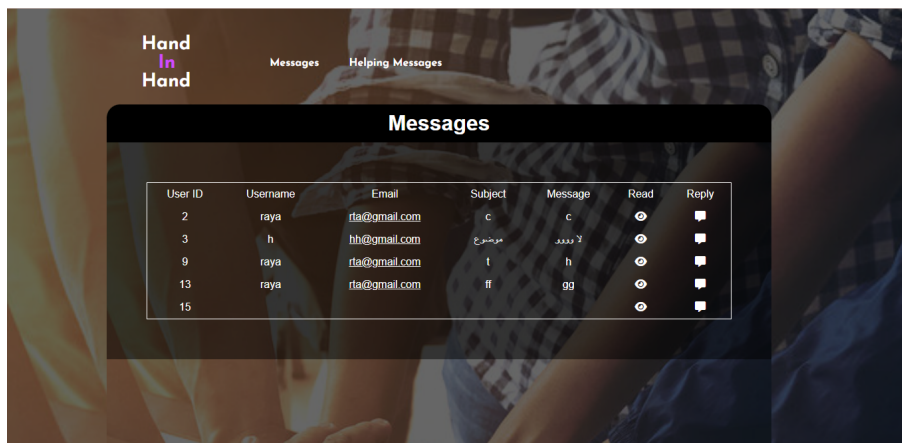 Hand
In
Hand
Messages Helping Messages
Messages
User ID Username Email Subject Message Read Reply
2 raya rta@gmail.com c c
3 h hh@gmail.com موضوع لا وووو
9 raya rta@gmail.com t h
13 raya rta@gmail.com ff gg
15